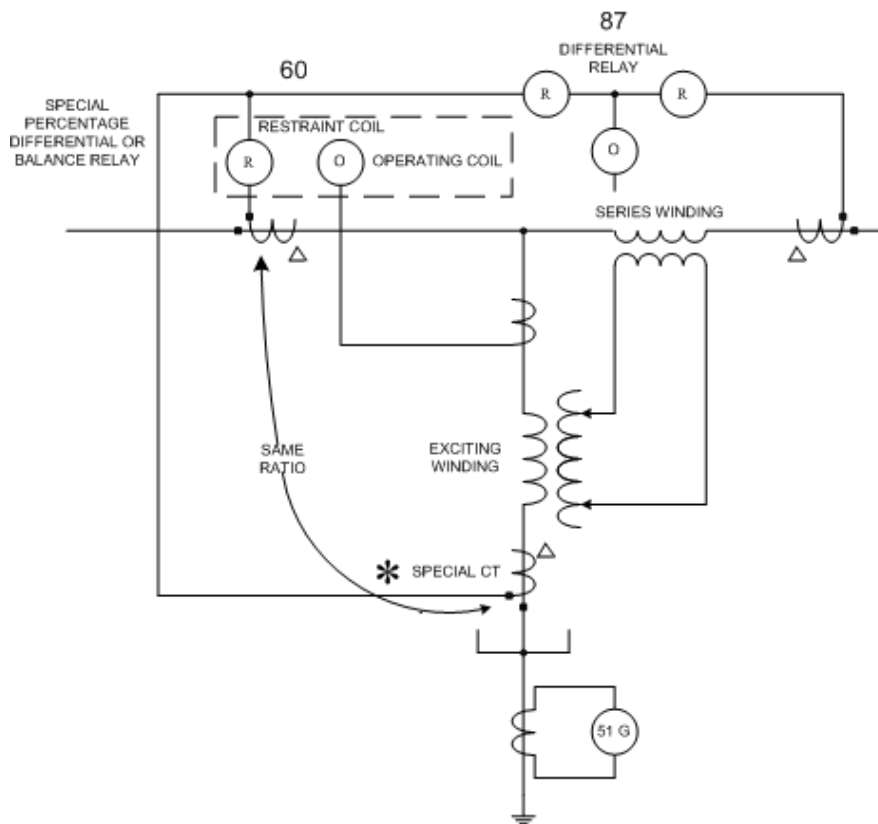 87
DIFFERENTIAL
RELAY
60
R
R
SPECIAL
PERCENTAGE
DIFFERENTIAL OR
BALANCE RELAY
RESTRAINT COIL
R
O
OPERATING COIL
O
SERIES WINDING
SAME
RATIO
EXCITING
WINDING
* SPECIAL CT
51 G